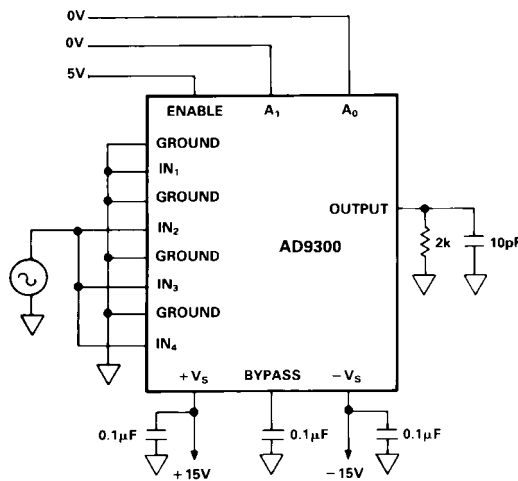 0V
0V
5V
ENABLE A₁ A₀
GROUND
IN₁
GROUND
IN₂
GROUND
IN₃
GROUND
IN₄
OUTPUT
AD9300
2k
10pF
+VS BYPASS −VS
0.1μF
0.1μF
0.1μF
+15V
−15V